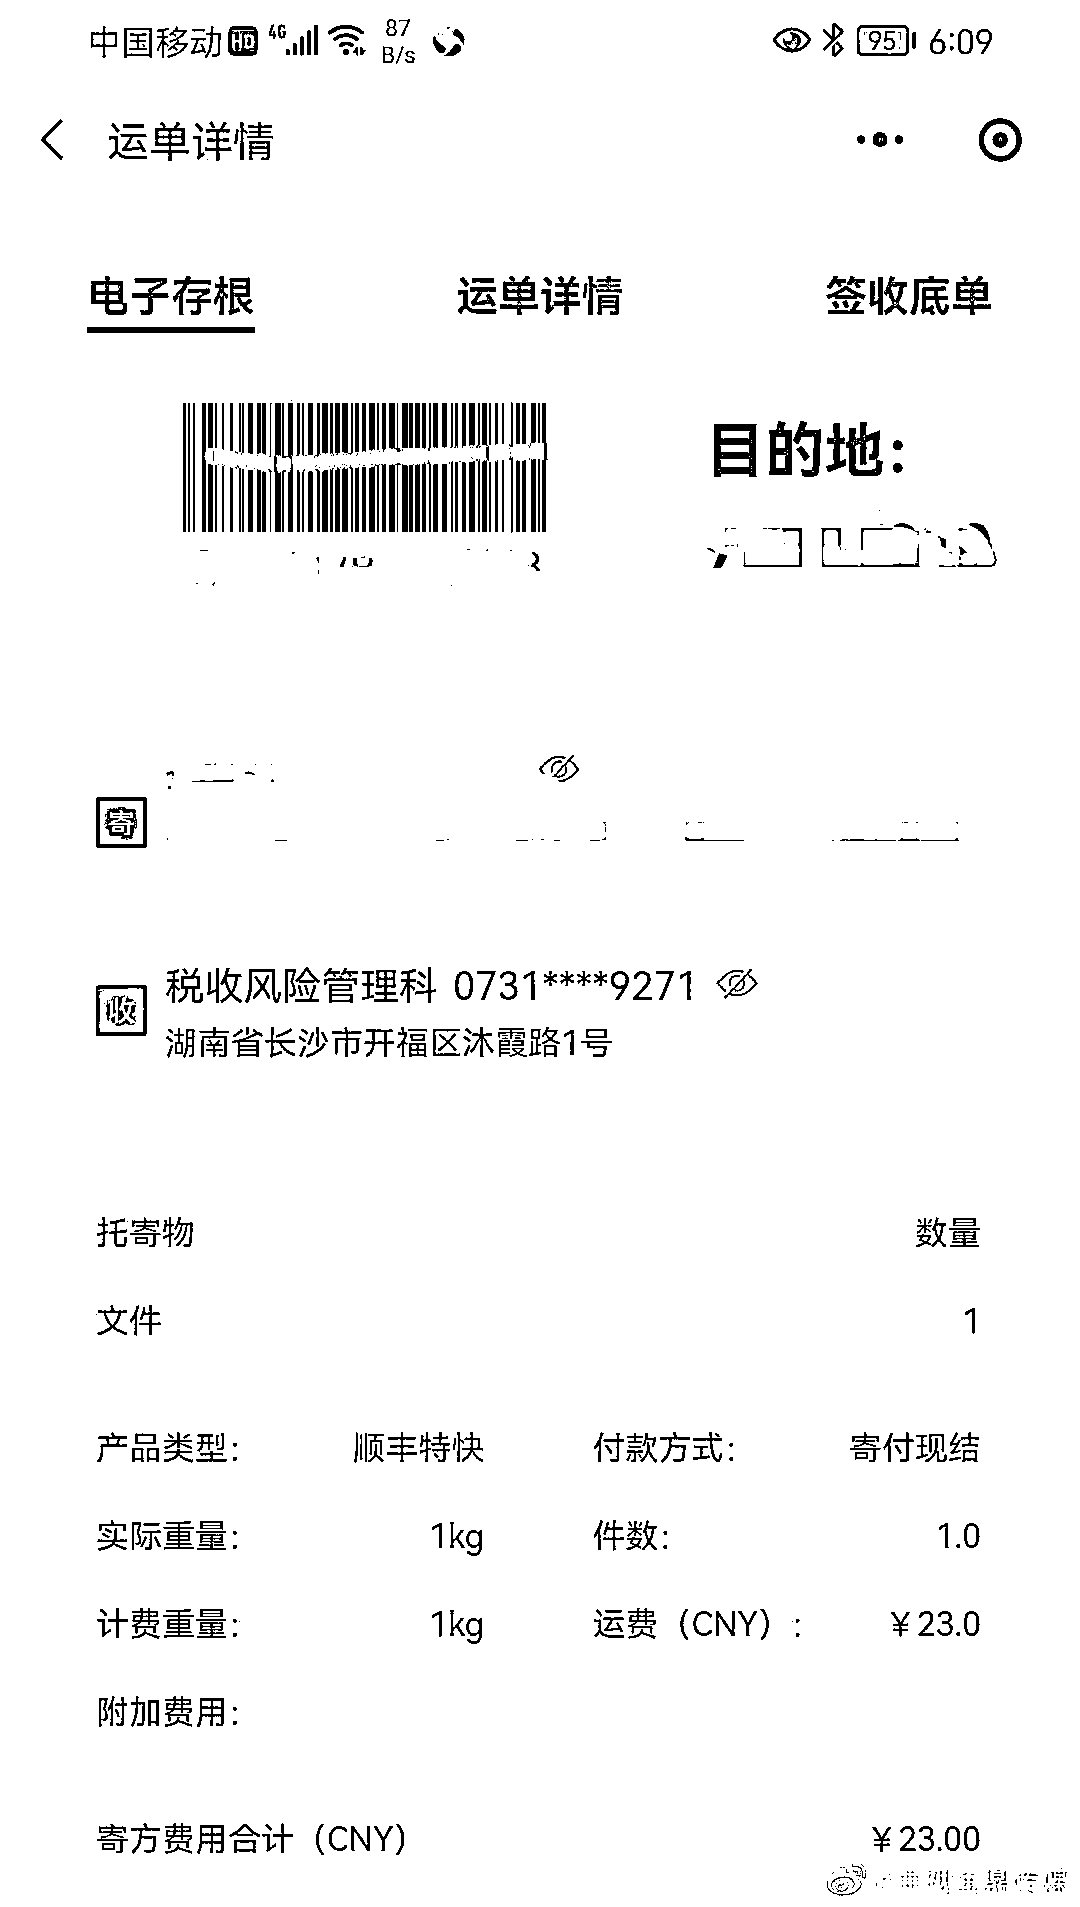 中国移动 HD 4G 87 B/s 95 6:09
运单详情
电子存根 运单详情 签收底单
目的地:
寄
收 税收风险管理科 0731****9271
湖南省长沙市开福区沐霞路1号
托寄物 数量
文件 1
产品类型: 顺丰特快 付款方式: 寄付现结
实际重量: 1kg 件数: 1.0
计费重量: 1kg 运费（CNY）: ￥23.0
附加费用:
寄方费用合计（CNY） ￥23.00